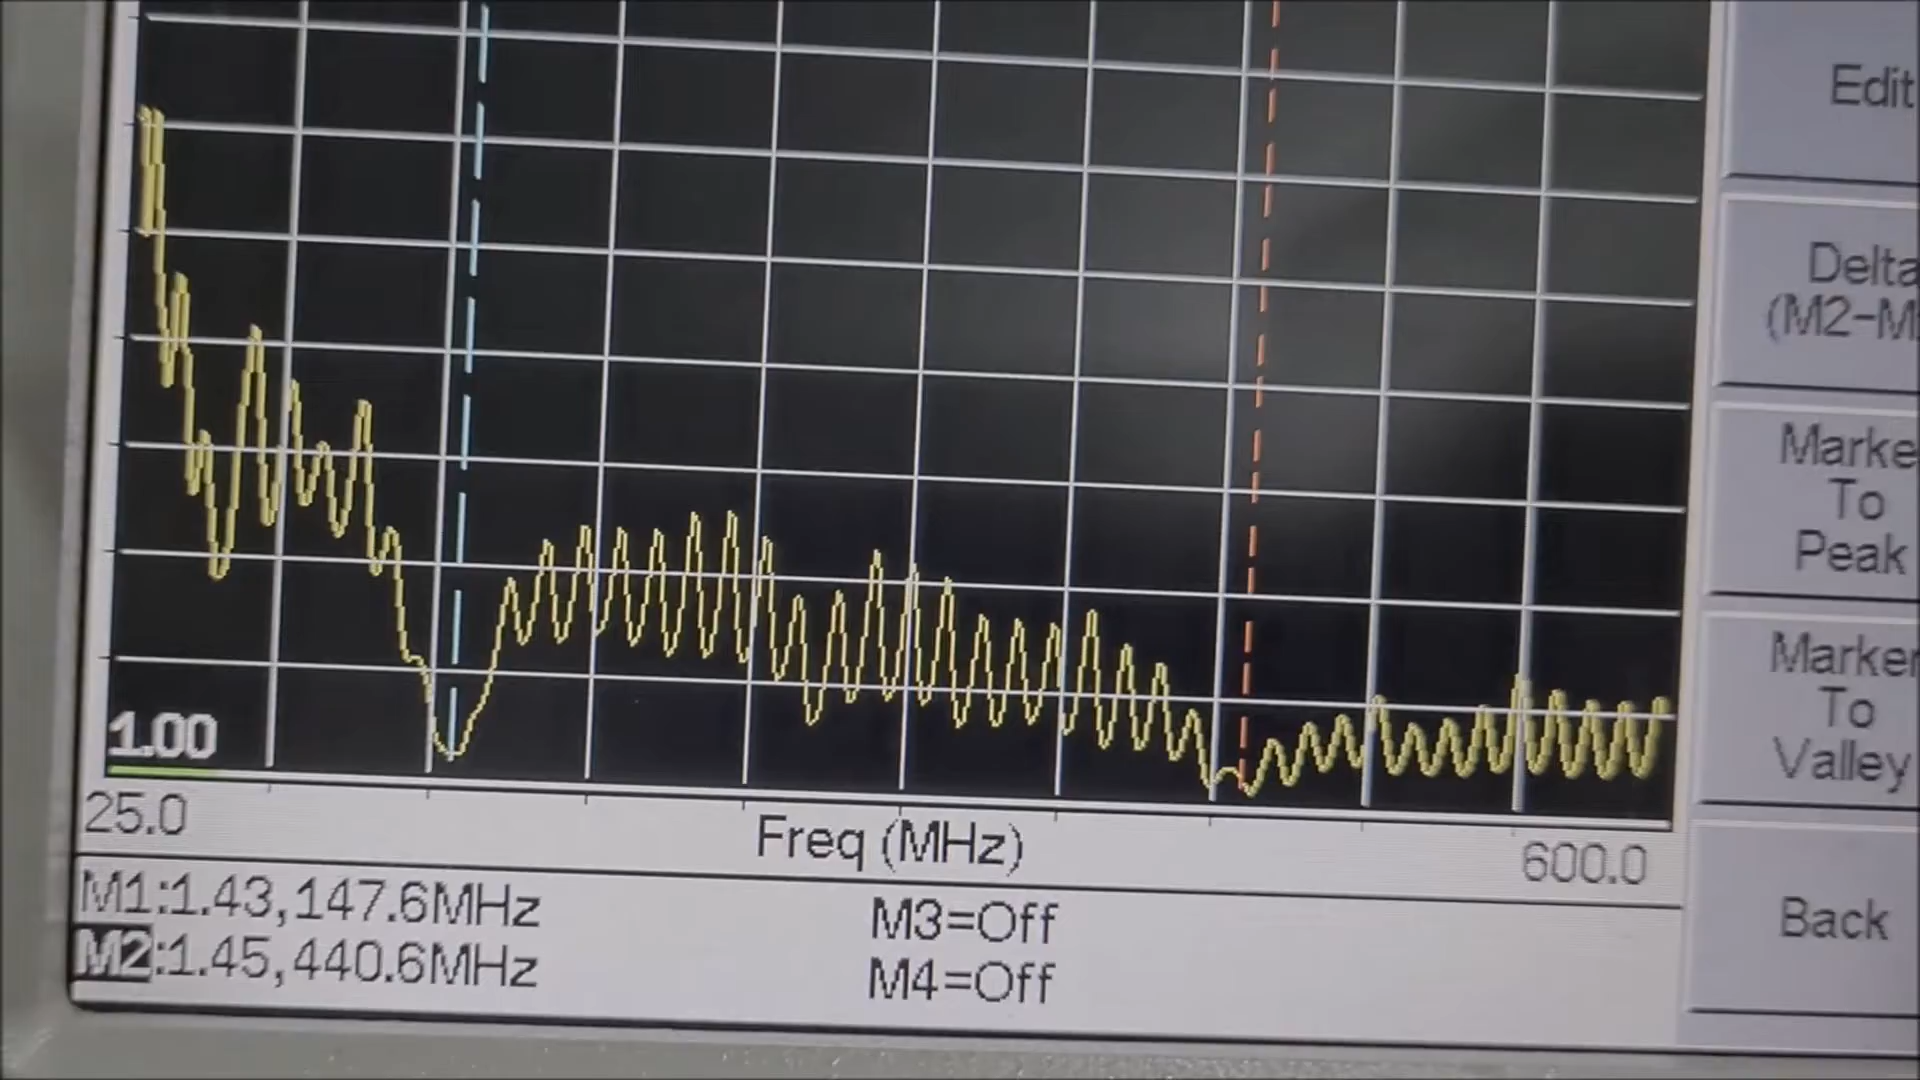 Edit
Delta
(M2-M
Marke
To
Peak
Marker
To
Valley
Back
1.00
25.0
Freq (MHz)
600.0
M1:1.43,147.6MHz
M2:1.45,440.6MHz
M3=Off
M4=Off